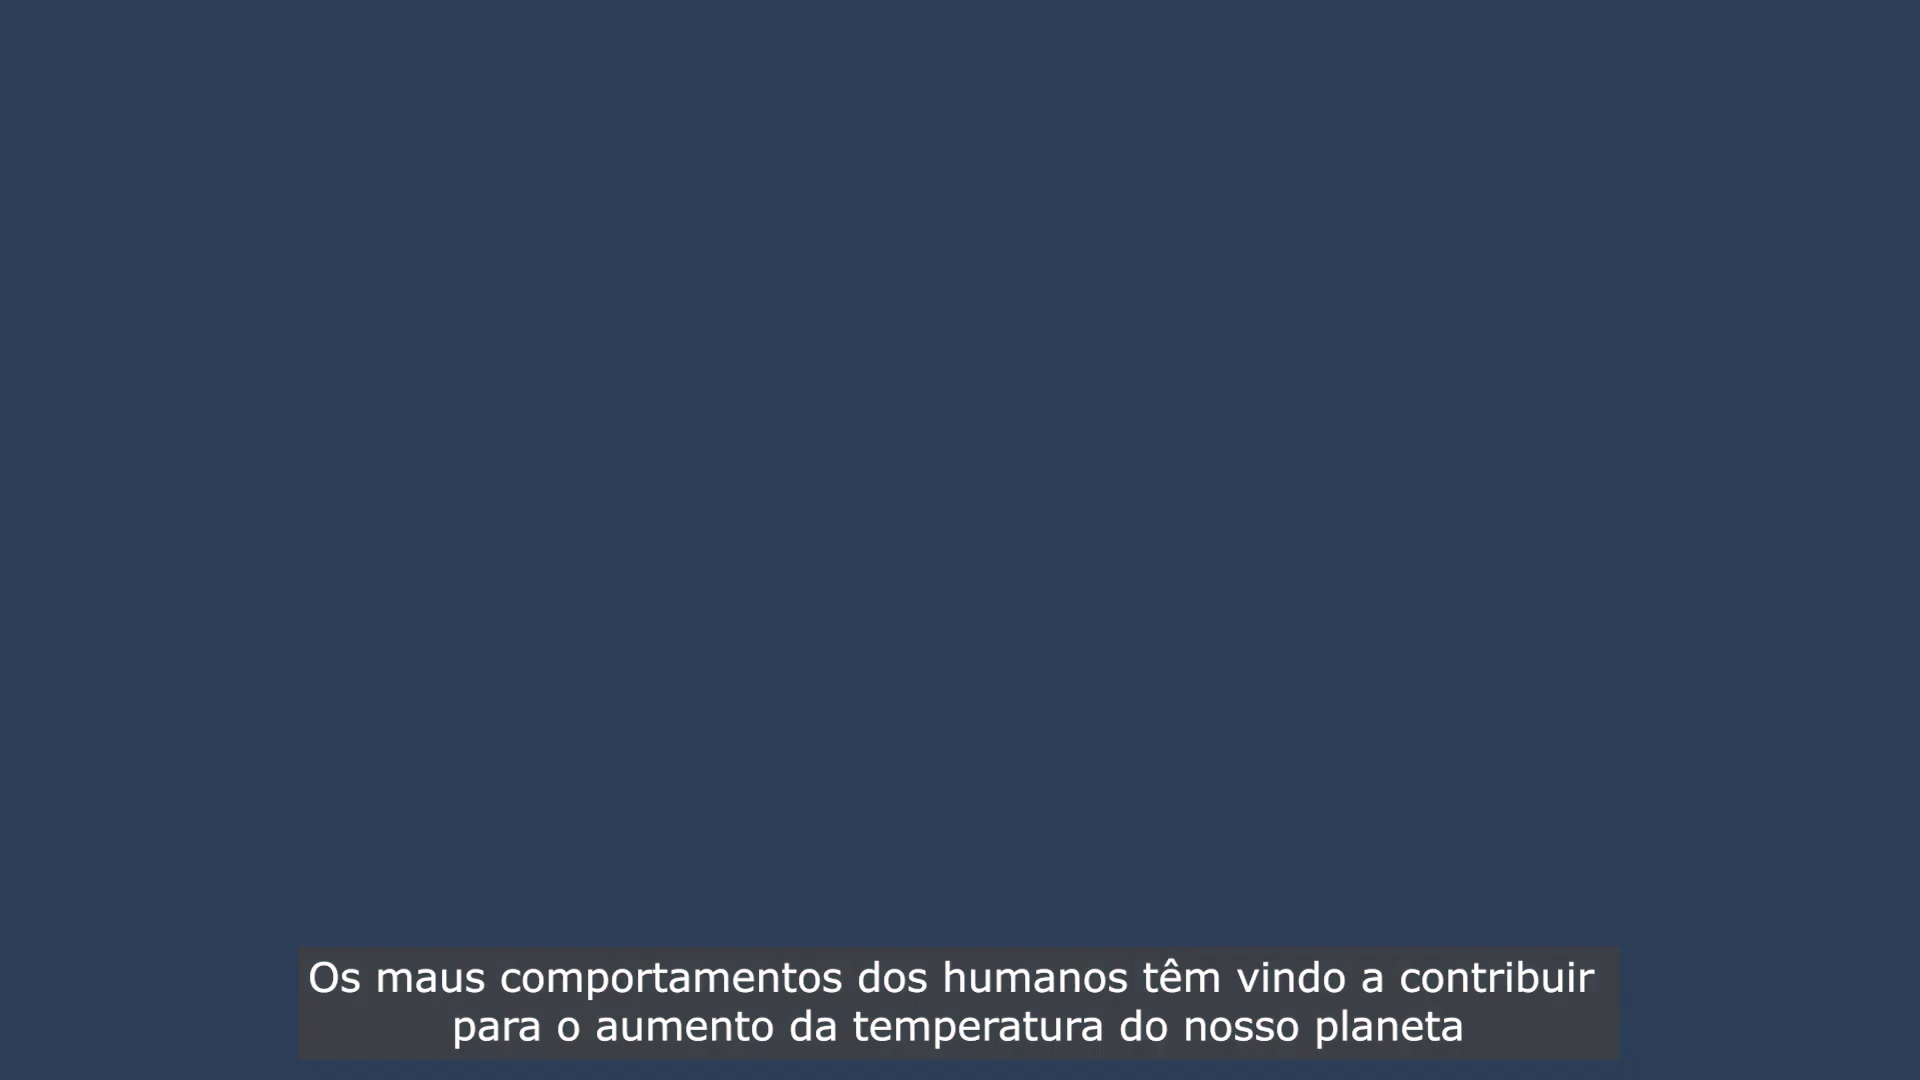 Os maus comportamentos dos humanos têm vindo a contribuir
para o aumento da temperatura do nosso planeta